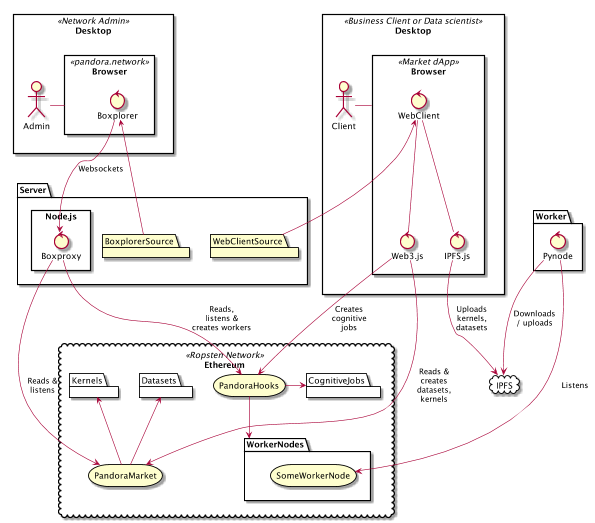 «Network Admin»
Desktop
«pandora.network»
Browser
Admin
Boxplorer
«Business Client or Data scientist»
Desktop
«Market dApp»
Browser
Client
WebClient
Websockets
Server
Node.js
Boxproxy
BoxplorerSource
WebClientSource
Web3.js
IPFS.js
Worker
Pynode
Reads,
listens &
creates workers
Creates
cognitive
jobs
Uploads
kernels,
datasets
Downloads
/ uploads
«Ropsten Network»
Ethereum
Reads &
listens
Kernels
Datasets
PandoraHooks
CognitiveJobs
Reads &
creates
datasets,
kernels
IPFS
Listens
WorkerNodes
PandoraMarket
SomeWorkerNode